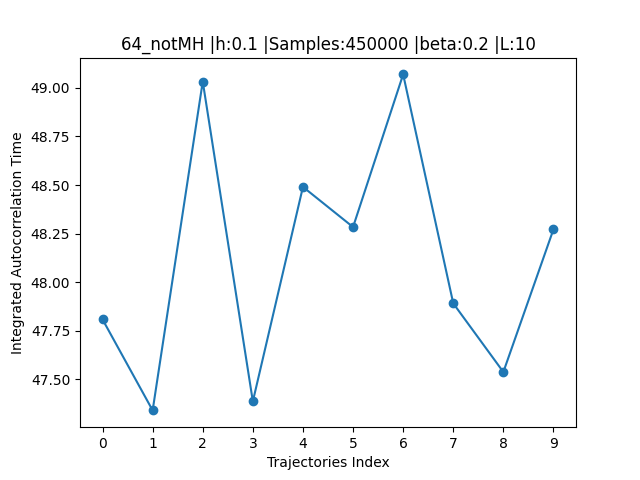 64_notMH |h:0.1 |Samples:450000 |beta:0.2 |L:10
Integrated Autocorrelation Time
49.00
48.75
48.50
48.25
48.00
47.75
47.50
0 1 2 3 4 5 6 7 8 9
Trajectories Index